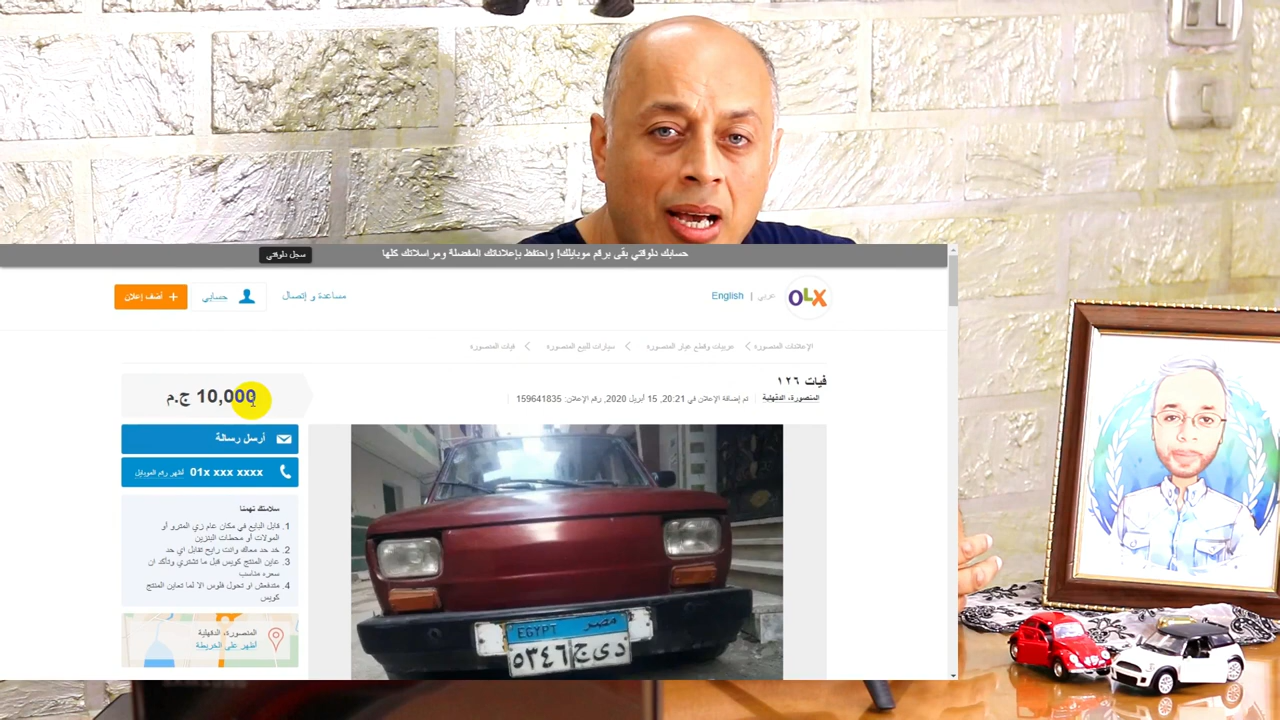 حسابك دلوقتي بقى برقم موبايلك! واحتفظ بإعلاناتك المفضلة ومراسلاتك كلها
سجل دلوقتي
OLX
عربي | English
مساعدة و إتصال
حسابي
أضف إعلان +
الإعلانات المنصورة > عربيات وقطع غيار المنصورة > سيارات للبيع المنصورة > فيات المنصورة
فيات ١٢٦
المنصورة، الدقهلية | تم إضافة الإعلان في 20:21, 15 أبريل 2020, رقم الإعلان: 159641835
10,000 ج.م
أرسل رسالة
01x xxx xxxx أظهر رقم الموبايل
سلامتك تهمنا
1. قابل البايع في مكان عام زي المترو أو
المولات أو محطات البنزين
2. خد حد معاك وانت رايح تقابل اي حد
3. عاين المنتج كويس قبل ما تشتري وتأكد ان
سعره مناسب
4. متدفعش او تحول فلوس الا لما تعاين المنتج
كويس
المنصورة، الدقهلية
أظهر على الخريطة
EGYPT مصر
٥٣٤٦ د ى ج